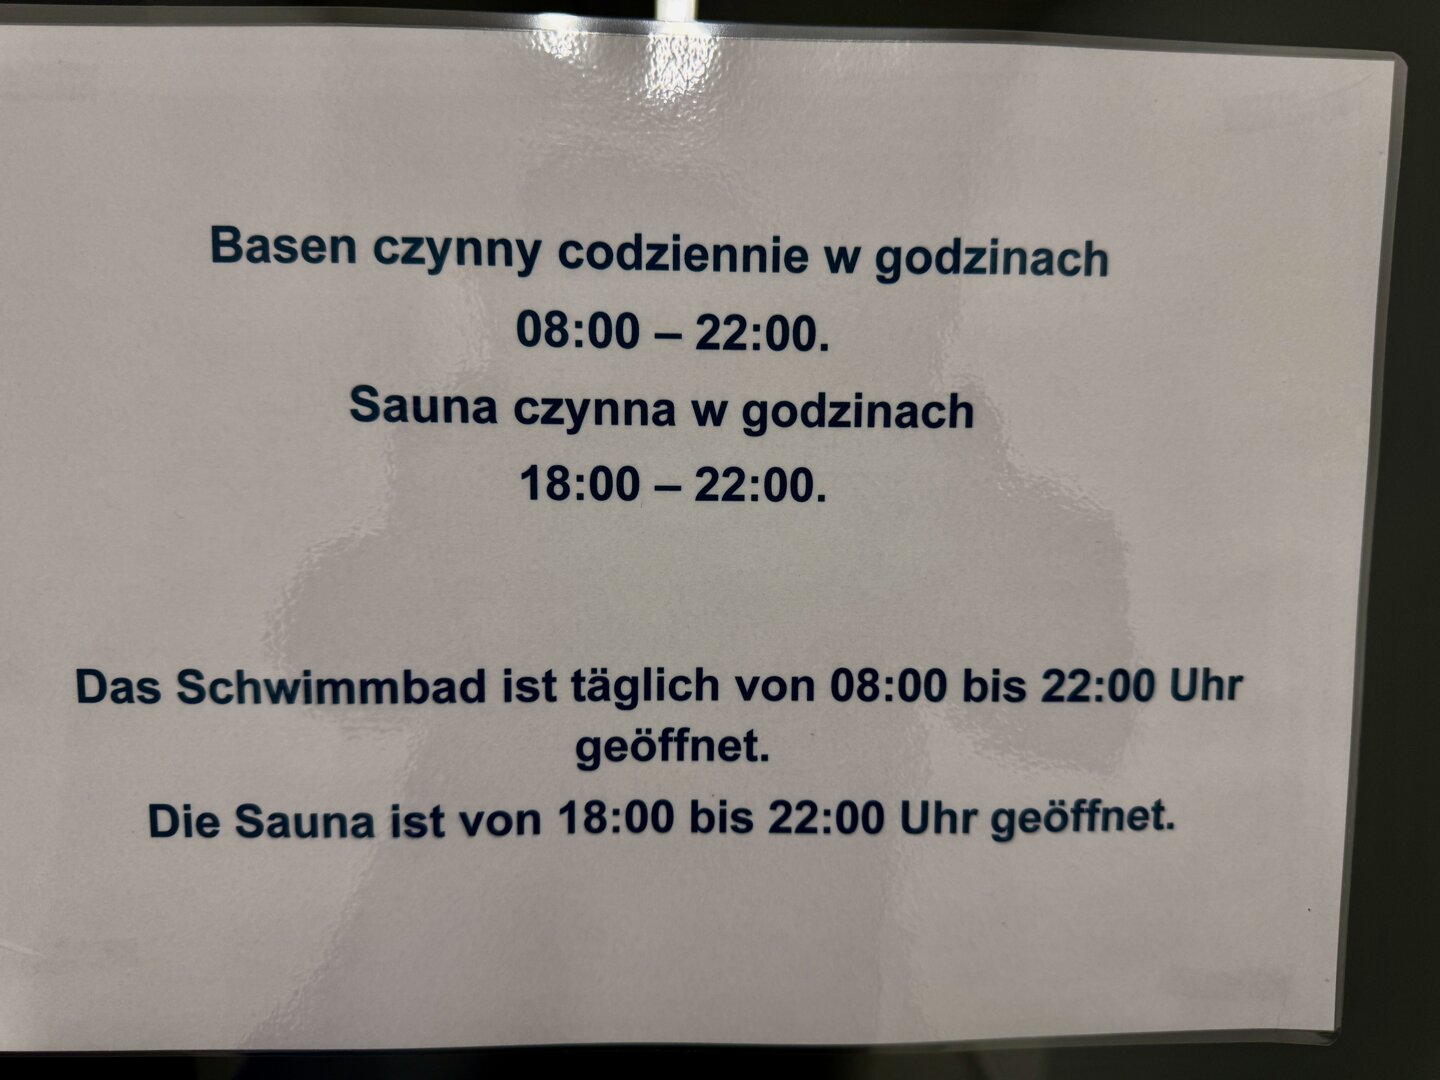 Basen czynny codziennie w godzinach
08:00 – 22:00.
Sauna czynna w godzinach
18:00 – 22:00.
Das Schwimmbad ist täglich von 08:00 bis 22:00 Uhr
geöffnet.
Die Sauna ist von 18:00 bis 22:00 Uhr geöffnet.